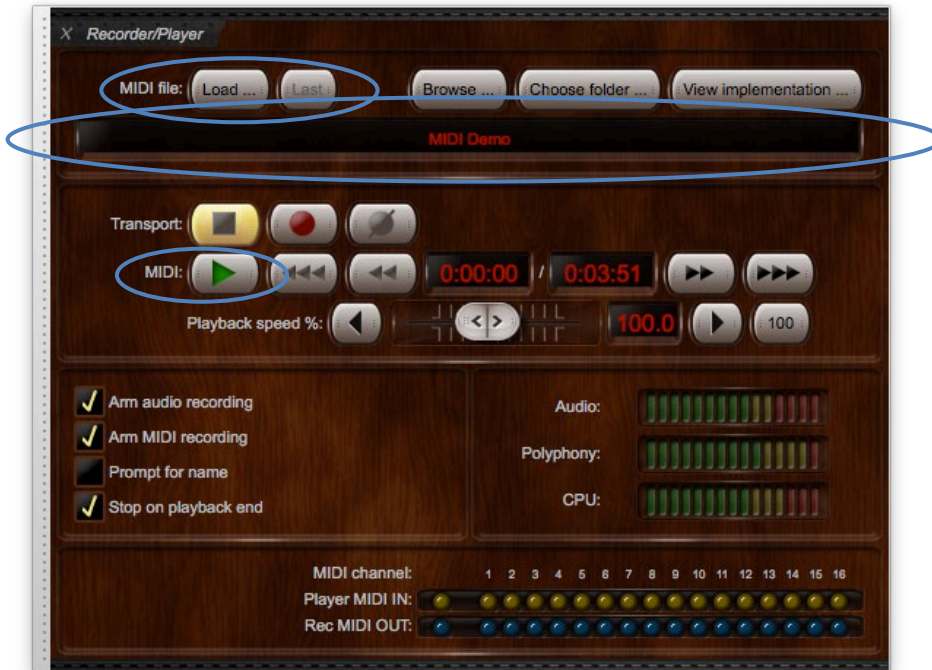 X Recorder/Player
MIDI file: Load ... Last Browse ... Choose folder ... View implementation ...
MIDI Demo
Transport:
MIDI: 0:00:00 / 0:03:51
Playback speed %: 100.0 100
Arm audio recording
Arm MIDI recording
Prompt for name
Stop on playback end
Audio:
Polyphony:
CPU:
MIDI channel: 1 2 3 4 5 6 7 8 9 10 11 12 13 14 15 16
Player MIDI IN:
Rec MIDI OUT: